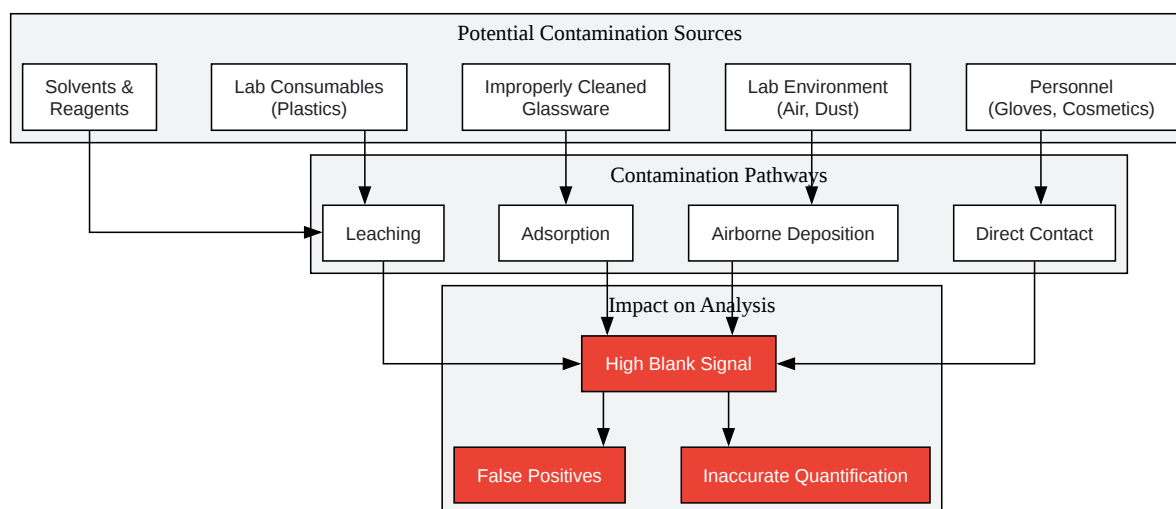 Potential Contamination Sources
Solvents &
Reagents
Lab Consumables
(Plastics)
Improperly Cleaned
Glassware
Lab Environment
(Air, Dust)
Personnel
(Gloves, Cosmetics)
Contamination Pathways
Leaching
Adsorption
Airborne Deposition
Direct Contact
Impact on Analysis
High Blank Signal
False Positives
Inaccurate Quantification